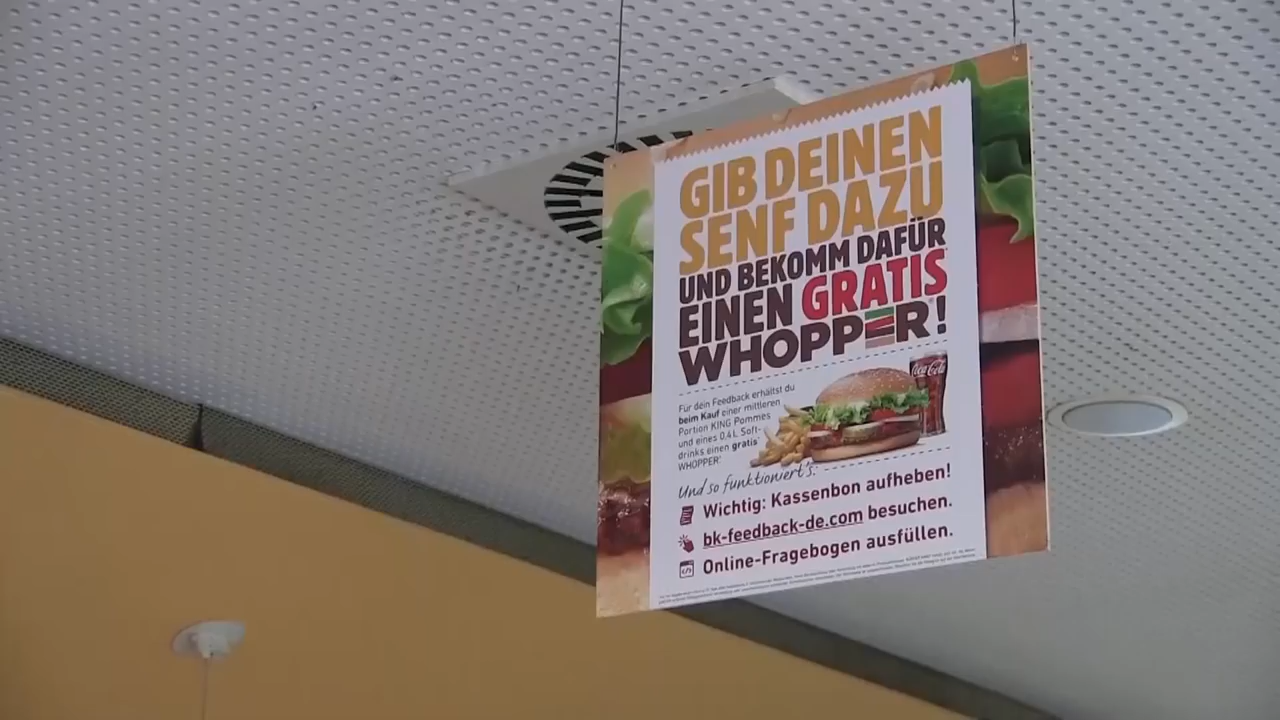 GIB DEINEN
SENF DAZU
UND BEKOMM DAFÜR
EINEN GRATIS
WHOPPER®!
Für dein Feedback erhältst du
beim Kauf einer mittleren
Portion KING Pommes
und eines 0,4 L Soft-
drinks einen gratis
WHOPPER®.
Coca-Cola
Und so funktioniert's:
Wichtig: Kassenbon aufheben!
bk-feedback-de.com besuchen.
Online-Fragebogen ausfüllen.